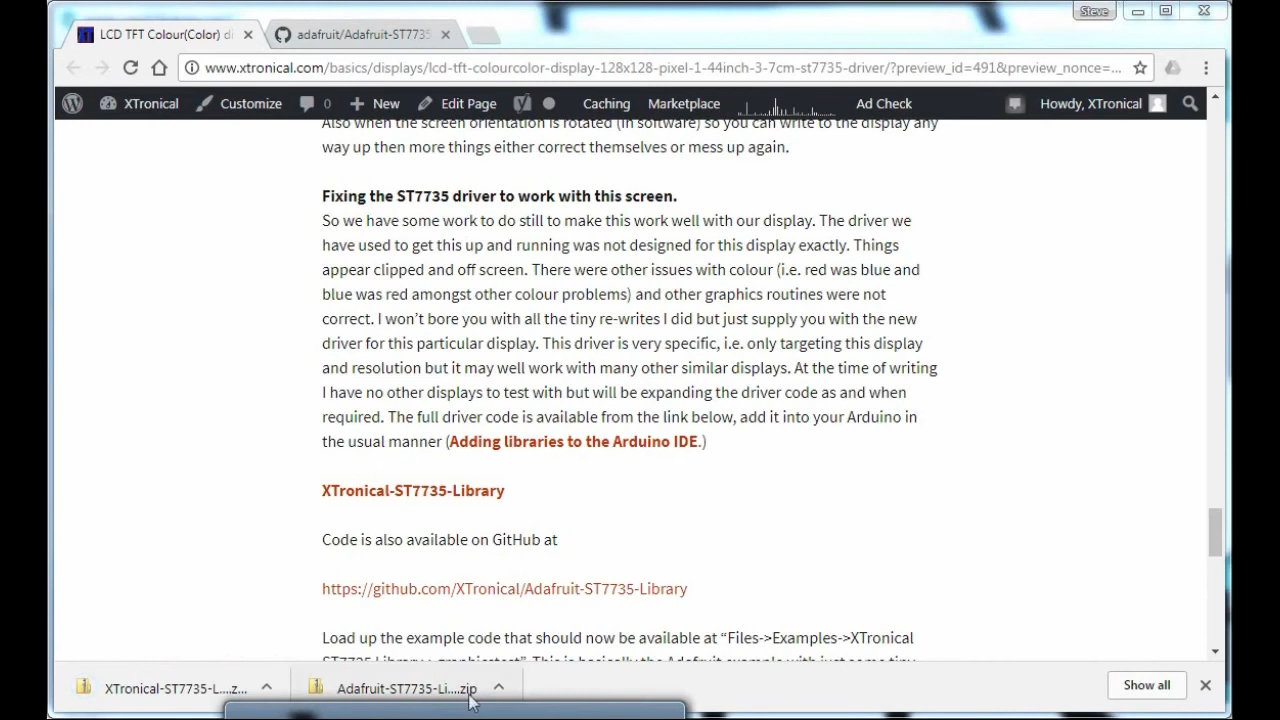 Steve
LCD TFT Colour(Color) di
adafruit/Adafruit-ST7735
www.xtronical.com/basics/displays/lcd-tft-colourcolor-display-128x128-pixel-1-44inch-3-7cm-st7735-driver/?preview_id=491&preview_nonce=...
XTronical Customize 0 New Edit Page Caching Marketplace Ad Check Howdy, XTronical
Also when the screen orientation is rotated (in software) so you can write to the display any
way up then more things either correct themselves or mess up again.
Fixing the ST7735 driver to work with this screen.
So we have some work to do still to make this work well with our display. The driver we
have used to get this up and running was not designed for this display exactly. Things
appear clipped and off screen. There were other issues with colour (i.e. red was blue and
blue was red amongst other colour problems) and other graphics routines were not
correct. I won’t bore you with all the tiny re-writes I did but just supply you with the new
driver for this particular display. This driver is very specific, i.e. only targeting this display
and resolution but it may well work with many other similar displays. At the time of writing
I have no other displays to test with but will be expanding the driver code as and when
required. The full driver code is available from the link below, add it into your Arduino in
the usual manner (Adding libraries to the Arduino IDE.)
XTronical-ST7735-Library
Code is also available on GitHub at
https://github.com/XTronical/Adafruit-ST7735-Library
Load up the example code that should now be available at “Files->Examples->XTronical
ST7735 Library->graphicstest”. This is basically the Adafruit example with just some tiny
XTronical-ST7735-L....z...
Adafruit-ST7735-Li....zip
Show all